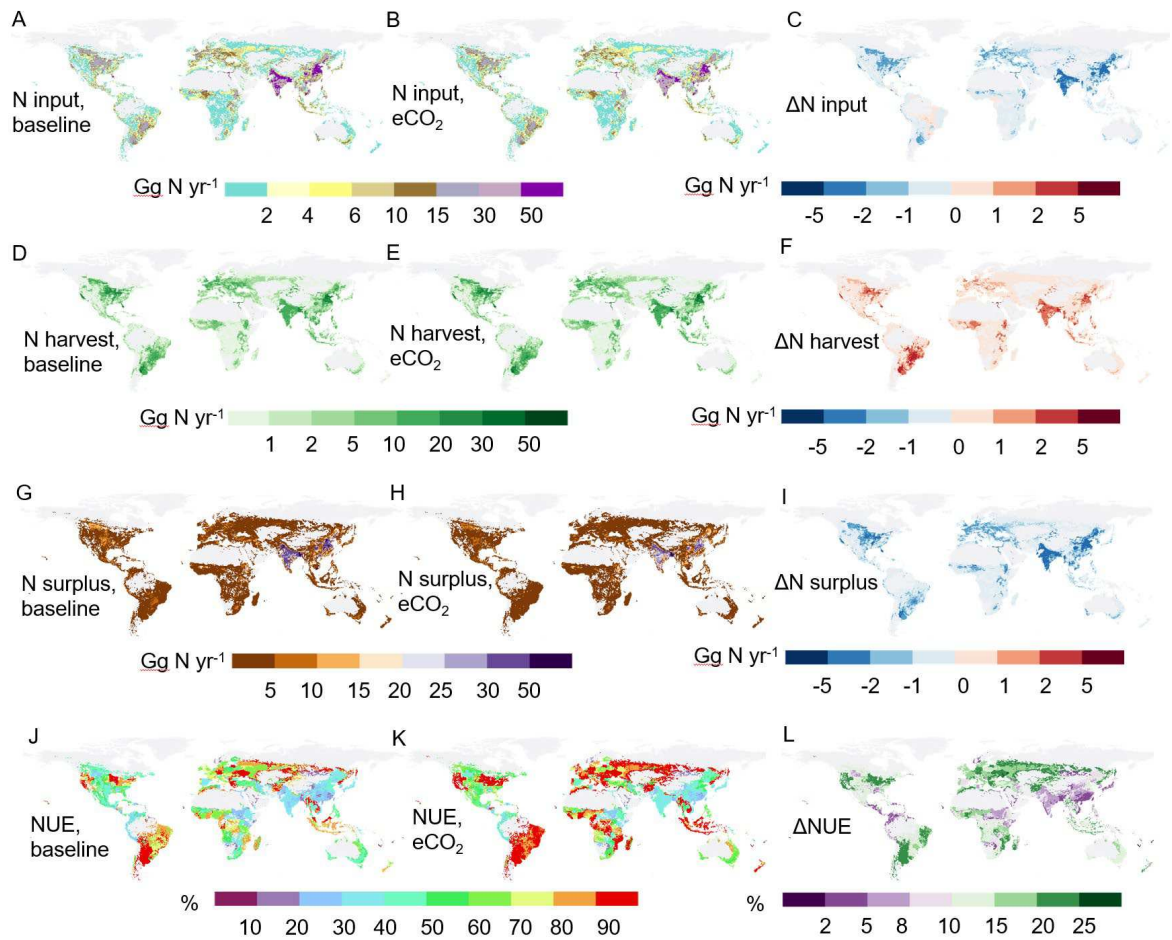 A
B
C
N input,
baseline
N input,
eCO₂
ΔN input
Gg N yr⁻¹
2 4 6 10 15 30 50
-5 -2 -1 0 1 2 5
D
E
F
N harvest,
baseline
N harvest,
eCO₂
ΔN harvest
Gg N yr⁻¹
1 2 5 10 20 30 50
Gg N yr⁻¹
-5 -2 -1 0 1 2 5
G
H
I
N surplus,
baseline
N surplus,
eCO₂
ΔN surplus
Gg N yr⁻¹
5 10 15 20 25 30 50
Gg N yr⁻¹
-5 -2 -1 0 1 2 5
J
K
L
NUE,
baseline
NUE,
eCO₂
ΔNUE
%
10 20 30 40 50 60 70 80 90
%
2 5 8 10 15 20 25